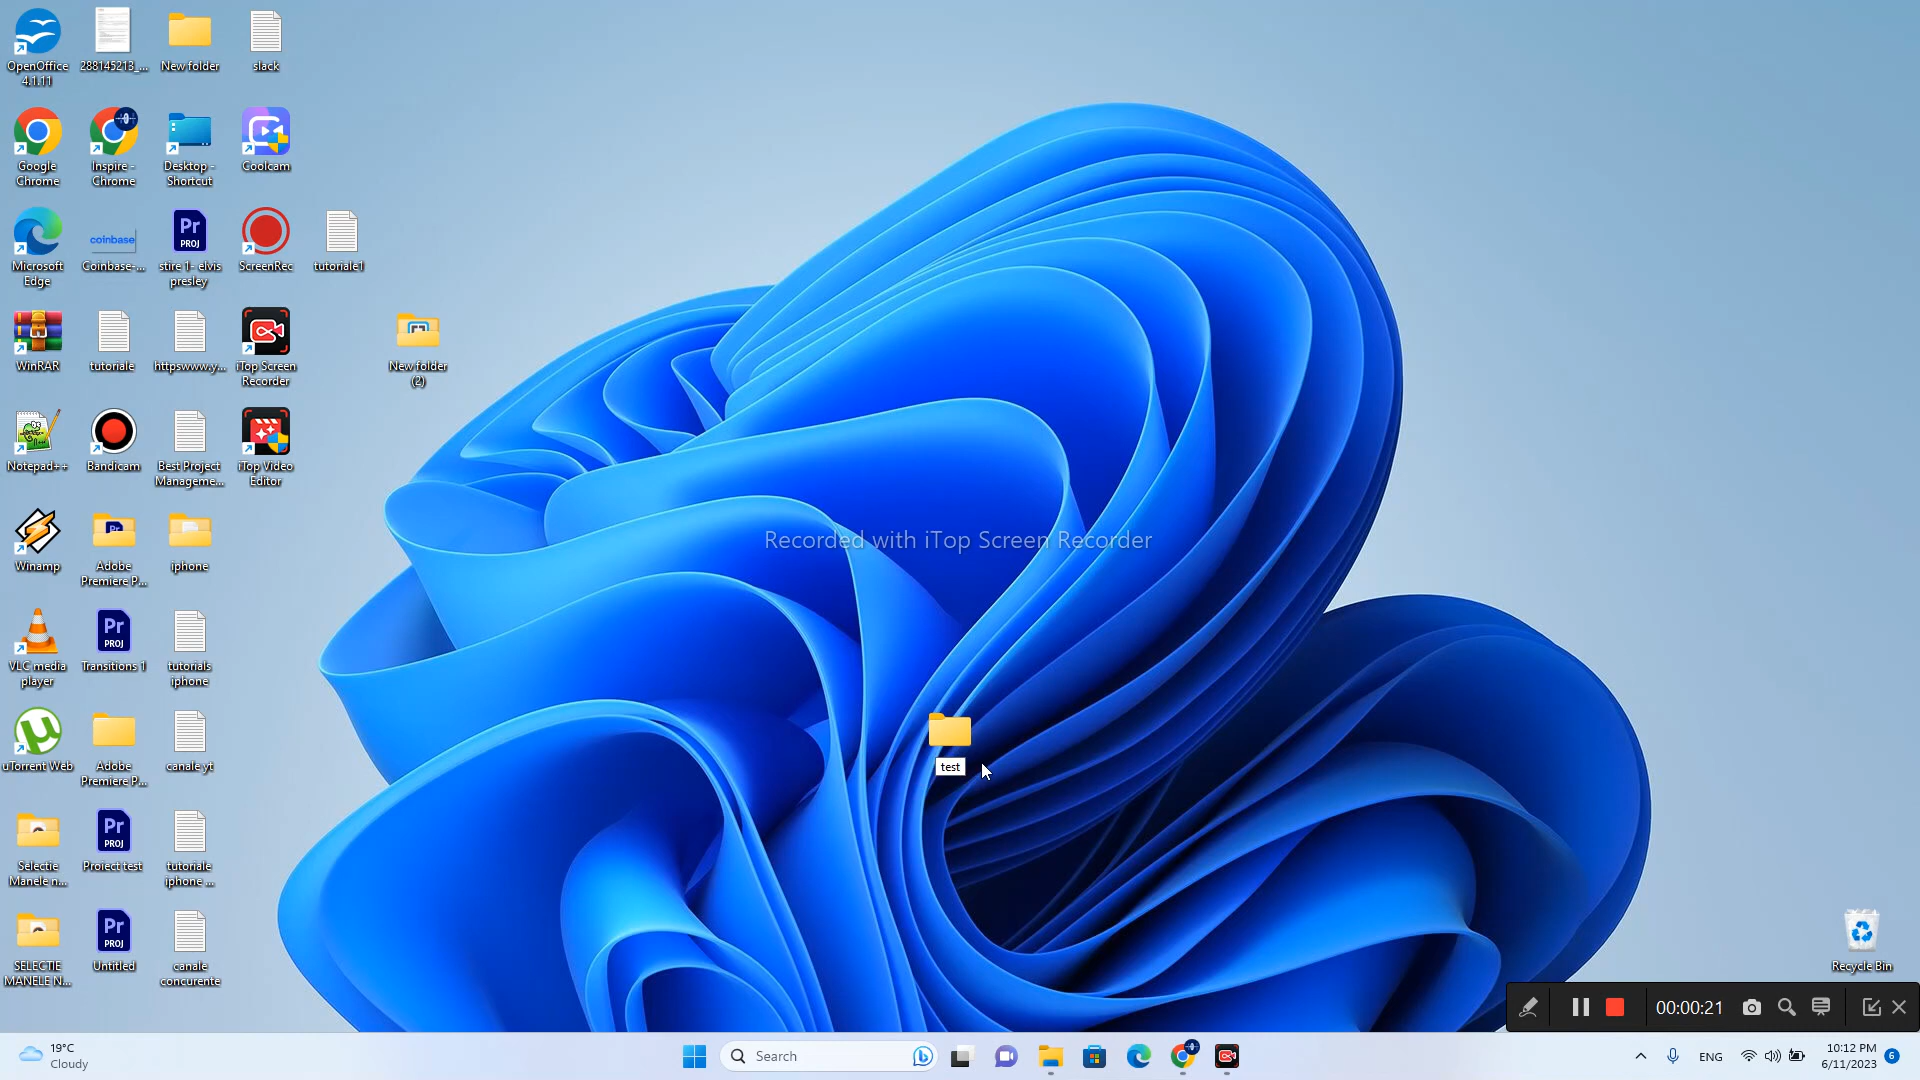 OpenOffice
4.1.11
288145213_...
New folder
slack
Google
Chrome
Inspire -
Chrome
Desktop -
Shortcut
Coolcam
Microsoft
Edge
coinbase
Coinbase-...
Pr
PROJ
stire 1- elvis
presley
ScreenRec
tutoriale1
WinRAR
tutoriale
httpswww.y...
iTop Screen
Recorder
New folder
(2)
Notepad++
Bandicam
Best Project
Manageme...
iTop Video
Editor
Recorded with iTop Screen Recorder
Winamp
Adobe
Premiere P...
iphone
VLC media
player
Pr
PROJ
Transitions 1
tutorials
iphone
uTorrent Web
Adobe
Premiere P...
canale yt
test
Selectie
Manele n...
Pr
PROJ
Proiect test
tutoriale
iphone ...
SELECTIE
MANELE N...
Pr
PROJ
Untitled
canale
concurente
Recycle Bin
00:00:21
19°C
Cloudy
Search
ENG
10:12 PM
6/11/2023
6